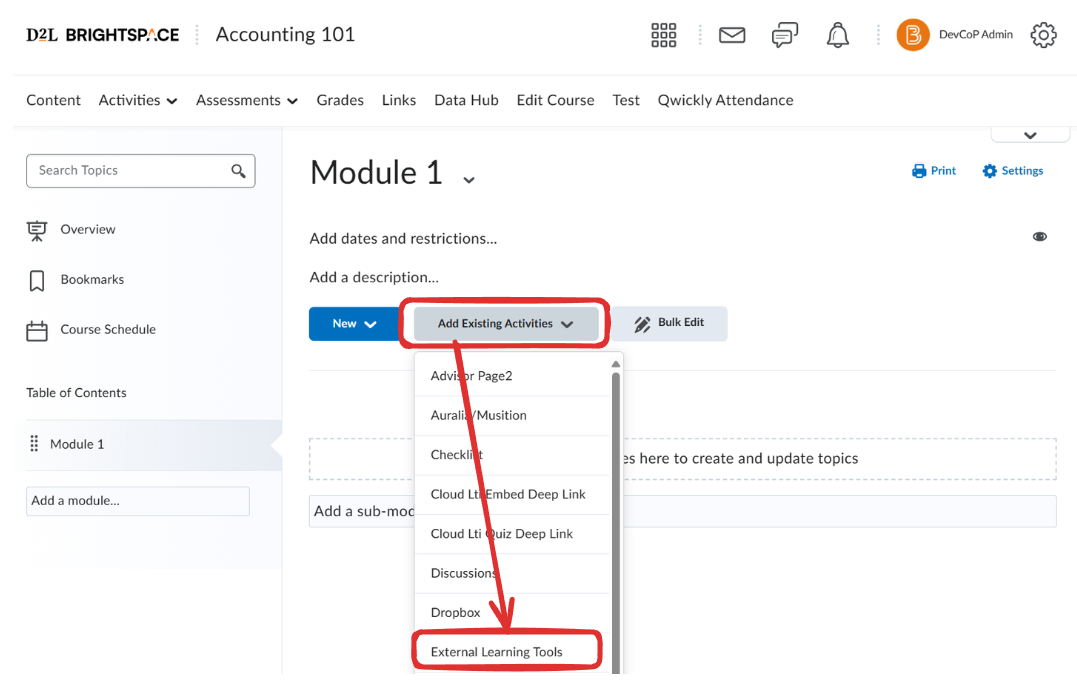 D2L BRIGHTSPACE Accounting 101 DevCoP Admin
Content Activities Assessments Grades Links Data Hub Edit Course Test Qwickly Attendance
Search Topics
Overview
Bookmarks
Course Schedule
Table of Contents
Module 1
Add a module...
Module 1
Print Settings
Add dates and restrictions...
Add a description...
New Add Existing Activities Bulk Edit
Advisor Page2
Auralia/Musition
Checklist
Cloud Lti Embed Deep Link
Cloud Lti Quiz Deep Link
Discussions
Dropbox
External Learning Tools
here to create and update topics
Add a sub-mod